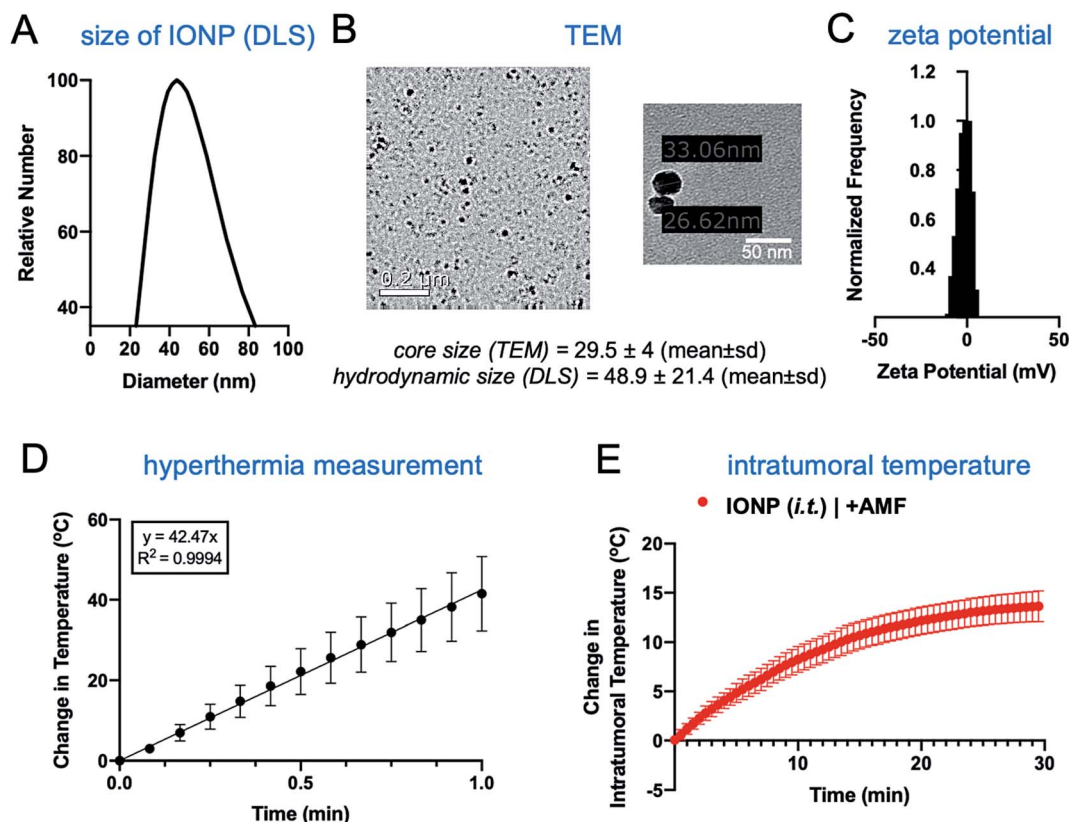 A size of IONP (DLS)
100
80
60
40
0 20 40 60 80 100
Relative Number
Diameter (nm)
B TEM
0.2 µm
33.06nm
26.62nm
50 nm
core size (TEM) = 29.5 ± 4 (mean±sd)
hydrodynamic size (DLS) = 48.9 ± 21.4 (mean±sd)
C zeta potential
1.2
1.0
0.8
0.6
0.4
-50 0 50
Normalized Frequency
Zeta Potential (mV)
D hyperthermia measurement
y = 42.47x
R² = 0.9994
60
40
20
0
0.0 0.5 1.0
Change in Temperature (ºC)
Time (min)
E intratumoral temperature
IONP (i.t.) | +AMF
20
15
10
5
0
-5
10 20 30
Change in
Intratumoral Temperature (ºC)
Time (min)